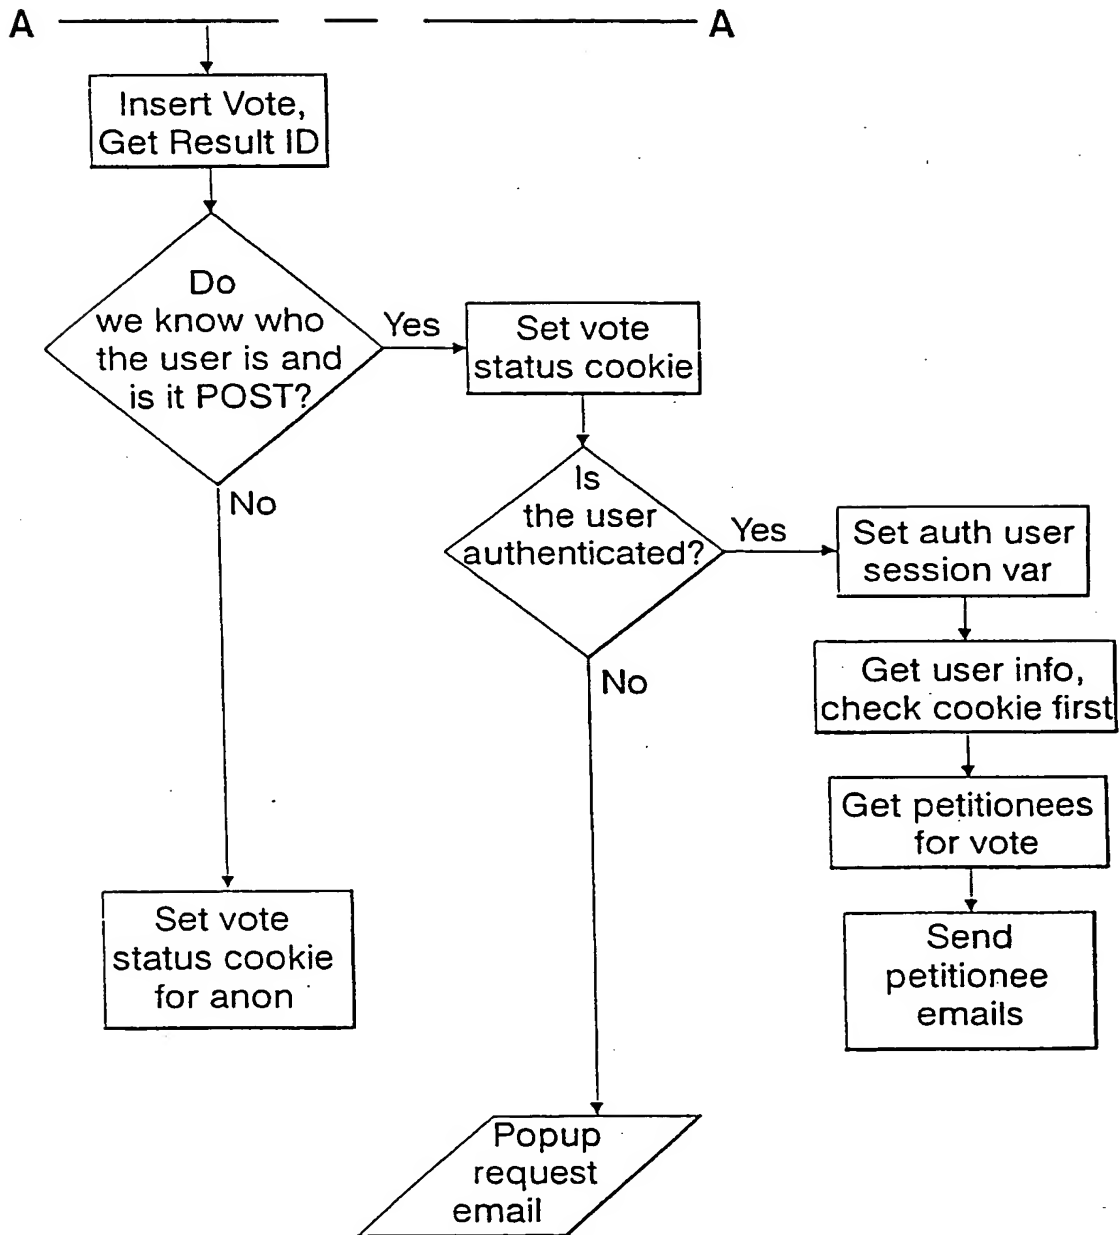 A A
Insert Vote,
Get Result ID
Do
we know who
the user is and
is it POST?
Yes
Set vote
status cookie
No
Is
the user
authenticated?
Yes
Set auth user
session var
No
Get user info,
check cookie first
Get petitionees
for vote
Send
petitionee
emails
Set vote
status cookie
for anon
Popup
request
email